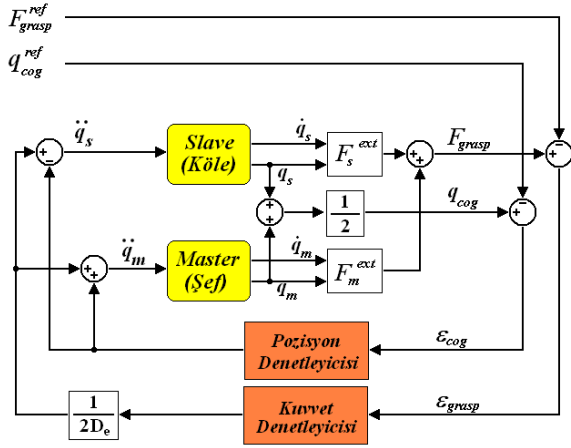 F_grasp^ref
q_cog^ref
q̈_s
Slave
(Köle)
q̇_s
q_s
F_s^ext
F_grasp
1
2
q_cog
q̈_m
Master
(Şef)
q̇_m
q_m
F_m^ext
Pozisyon
Denetleyicisi
ε_cog
1
2D_e
Kuvvet
Denetleyicisi
ε_grasp